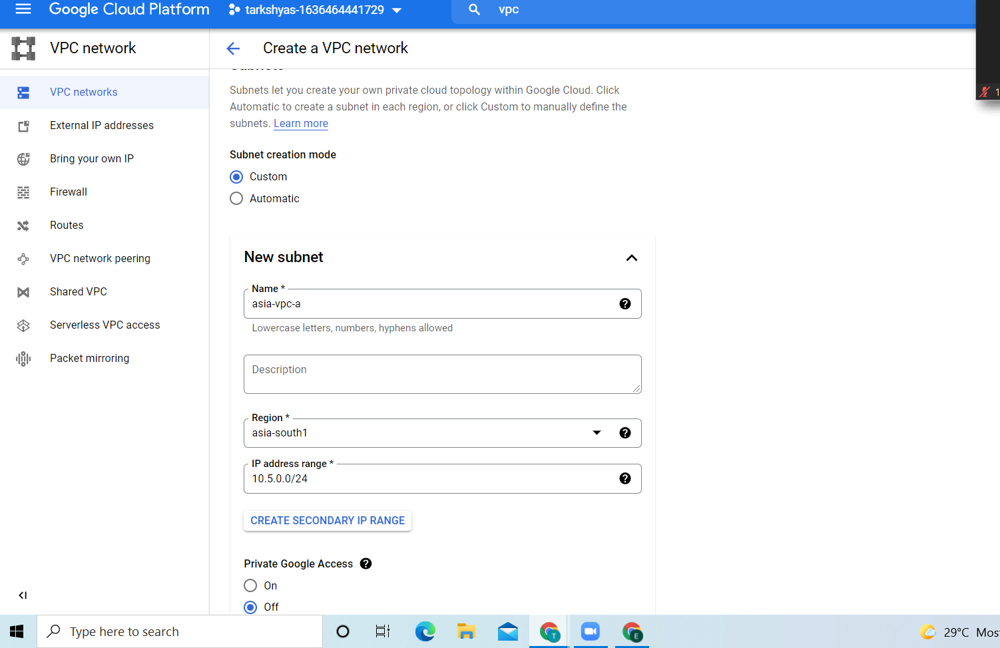 Google Cloud Platform
tarkshyas-1636464441729
vpc
VPC network
Create a VPC network
VPC networks
External IP addresses
Bring your own IP
Firewall
Routes
VPC network peering
Shared VPC
Serverless VPC access
Packet mirroring
Subnets
Subnets let you create your own private cloud topology within Google Cloud. Click
Automatic to create a subnet in each region, or click Custom to manually define the
subnets. Learn more
Subnet creation mode
Custom
Automatic
New subnet
Name *
asia-vpc-a
Lowercase letters, numbers, hyphens allowed
Description
Region *
asia-south1
IP address range *
10.5.0.0/24
CREATE SECONDARY IP RANGE
Private Google Access
On
Off
1
Type here to search
T
E
29°C Mos